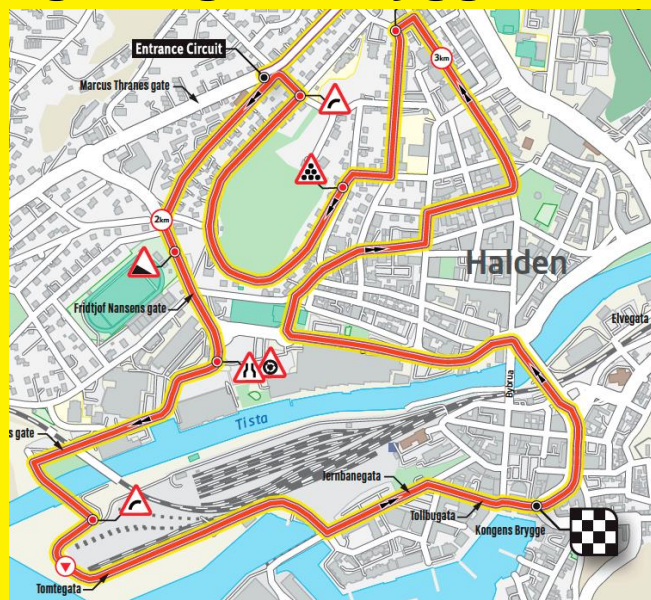 Entrance Circuit
3km
Marcus Thranes gate
2km
Halden
Fridtjof Nansens gate
Elvegata
Bybrua
Tista
s gate
Jernbanegata
Tollbugata
Kongens Brygge
Tomtegata